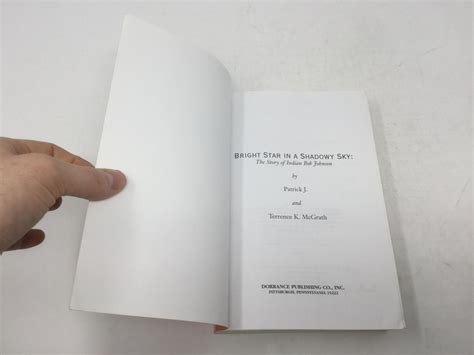 BRIGHT STAR IN A SHADOWY SKY:
The Story of Indian Bob Johnson
by
Patrick J.
and
Terrence K. McGrath
DORRANCE PUBLISHING CO., INC.
PITTSBURGH, PENNSYLVANIA 15222